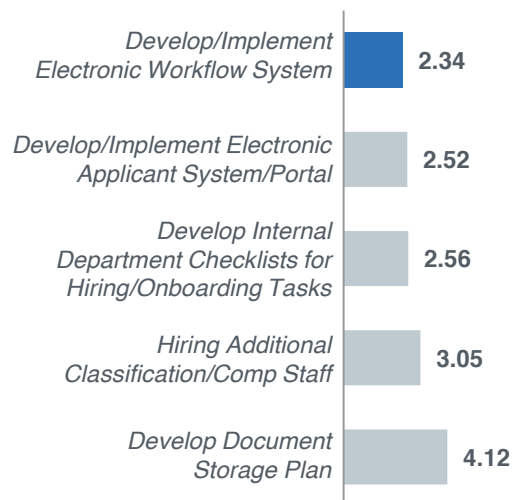 Develop/Implement
Electronic Workflow System
2.34
Develop/Implement Electronic
Applicant System/Portal
2.52
Develop Internal
Department Checklists for
Hiring/Onboarding Tasks
2.56
Hiring Additional
Classification/Comp Staff
3.05
Develop Document
Storage Plan
4.12